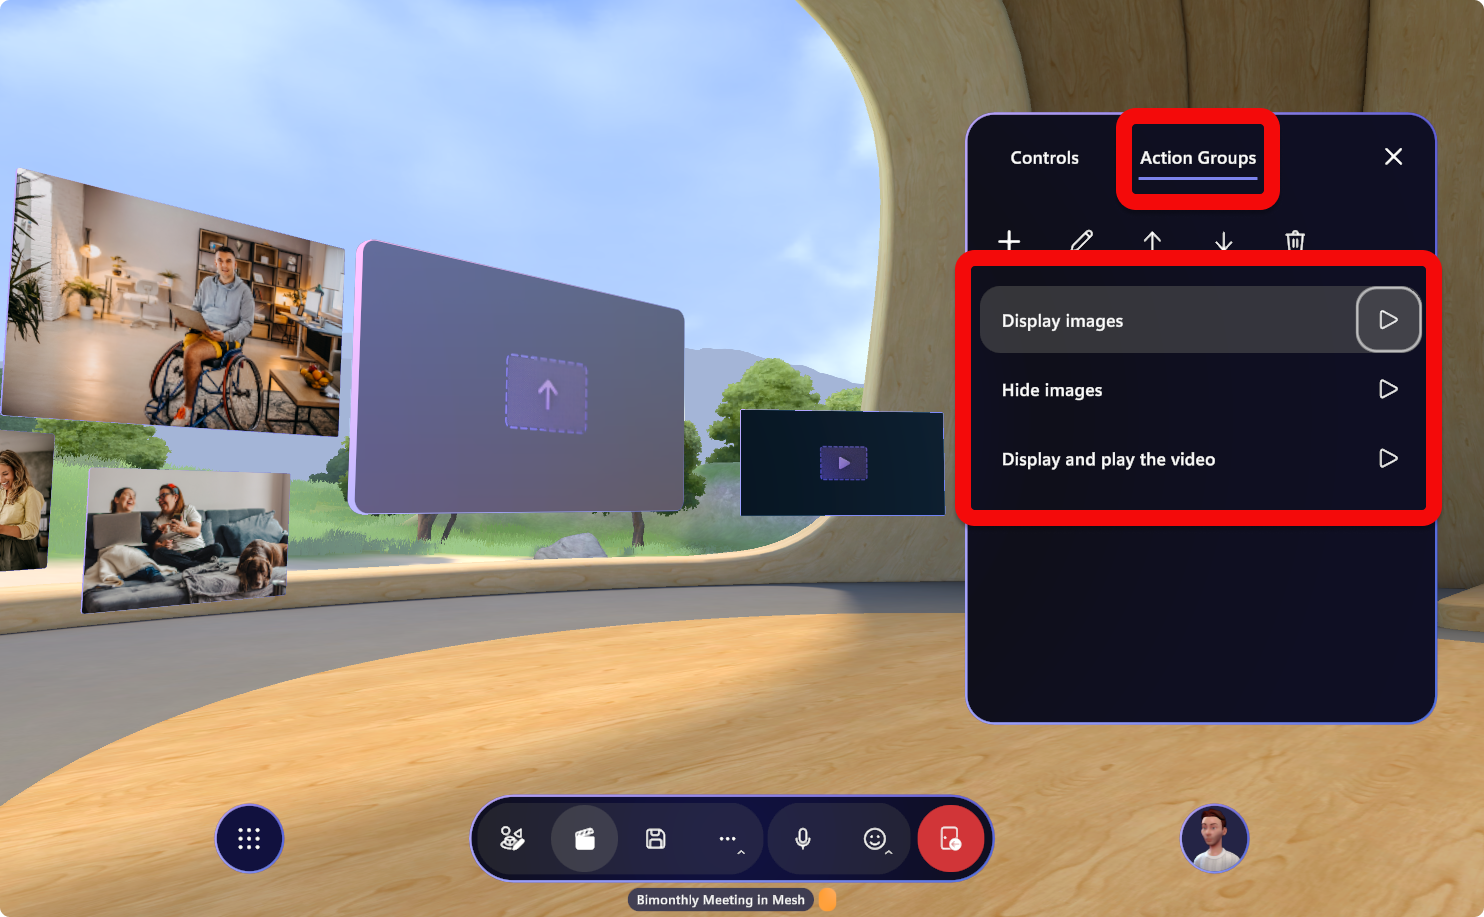 Controls
Action Groups
Display images
Hide images
Display and play the video
Bimonthly Meeting in Mesh